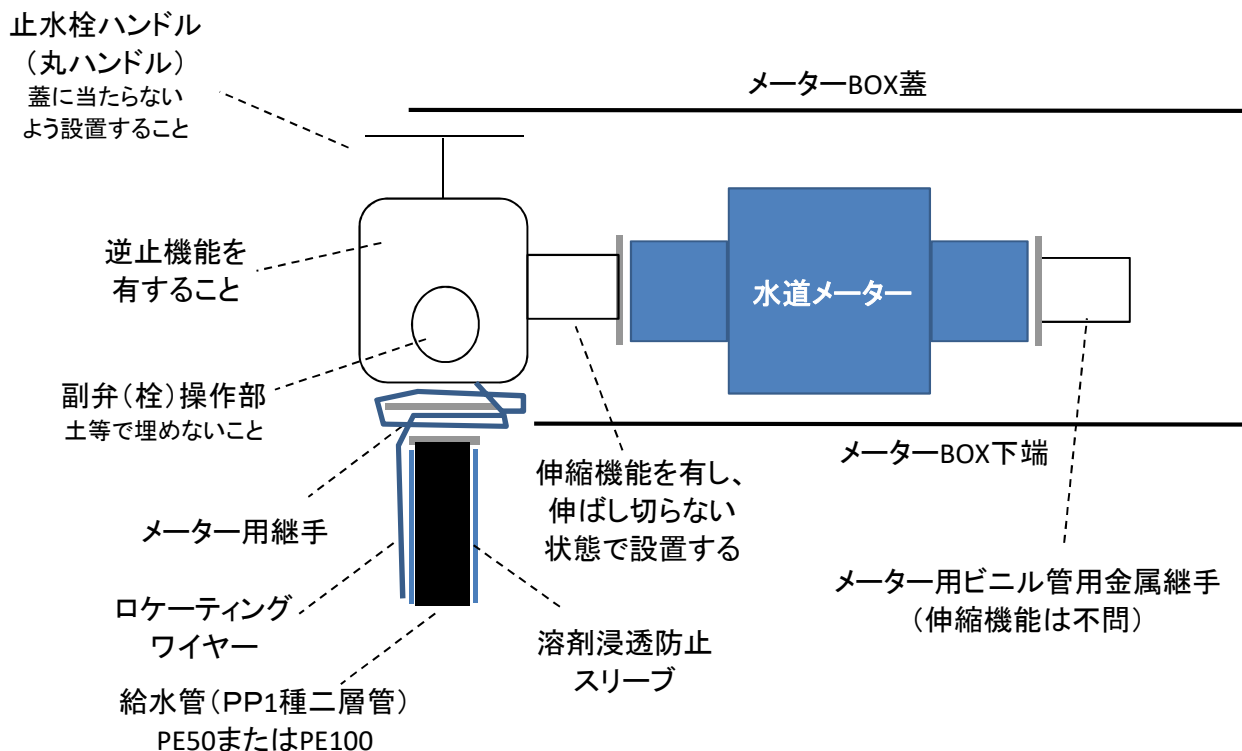 止水栓ハンドル
（丸ハンドル）
蓋に当たらない
よう設置すること
メーターBOX蓋
逆止機能を
有すること
水道メーター
副弁（栓）操作部
土等で埋めないこと
メーターBOX下端
伸縮機能を有し、
伸ばし切らない
状態で設置する
メーター用継手
メーター用ビニル管用金属継手
（伸縮機能は不問）
ロケーティング
ワイヤー
溶剤浸透防止
スリーブ
給水管（PP1種二層管）
PE50またはPE100